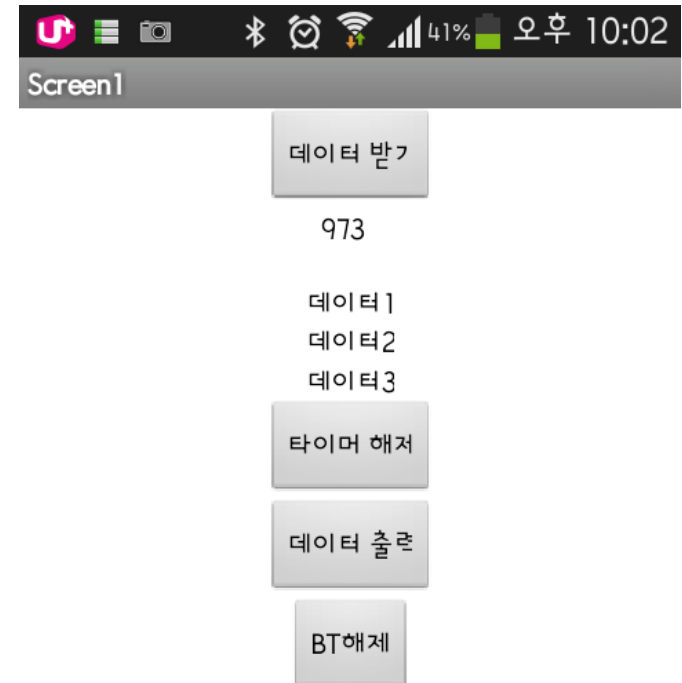 U+ 41% 오후 10:02
Screen1
데이터 받기
973
데이터1
데이터2
데이터3
타이머 해제
데이터 출력
BT해제